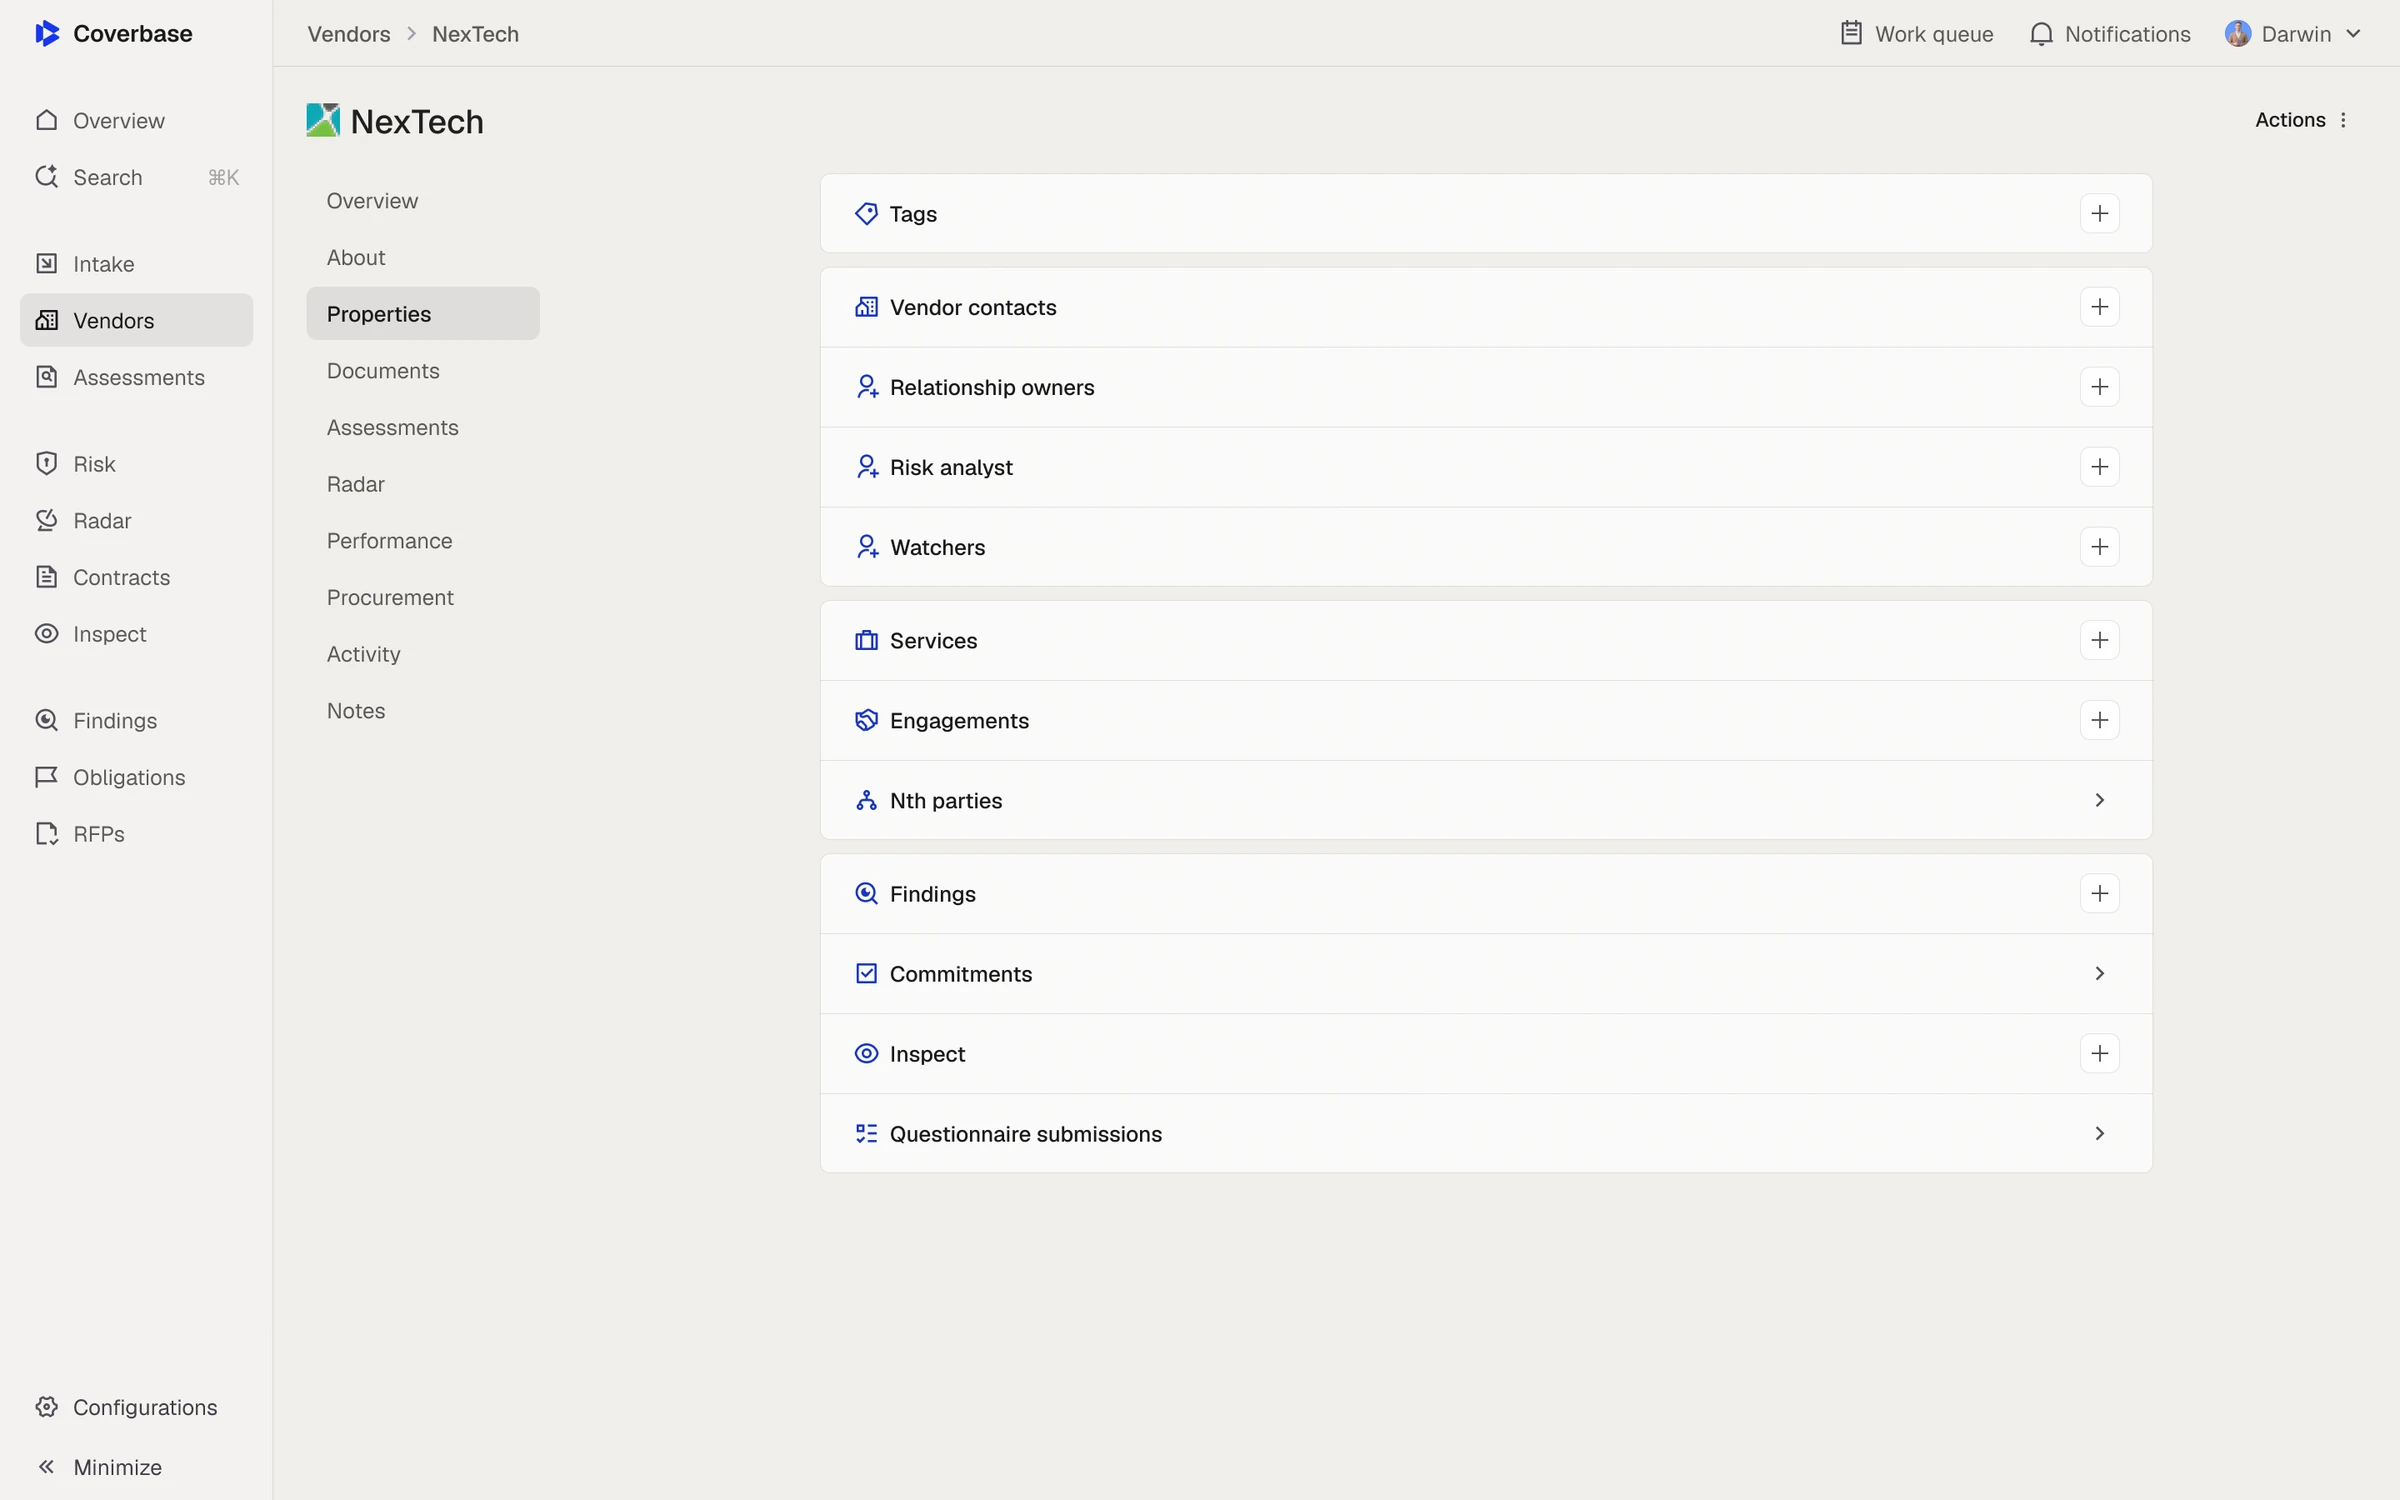 Coverbase
Overview
Search ⌘K
Intake
Vendors
Assessments
Risk
Radar
Contracts
Inspect
Findings
Obligations
RFPs
Configurations
Minimize
Vendors > NexTech
Work queue
Notifications
Darwin
NexTech
Actions
Overview
About
Properties
Documents
Assessments
Radar
Performance
Procurement
Activity
Notes
Tags
Vendor contacts
Relationship owners
Risk analyst
Watchers
Services
Engagements
Nth parties
Findings
Commitments
Inspect
Questionnaire submissions